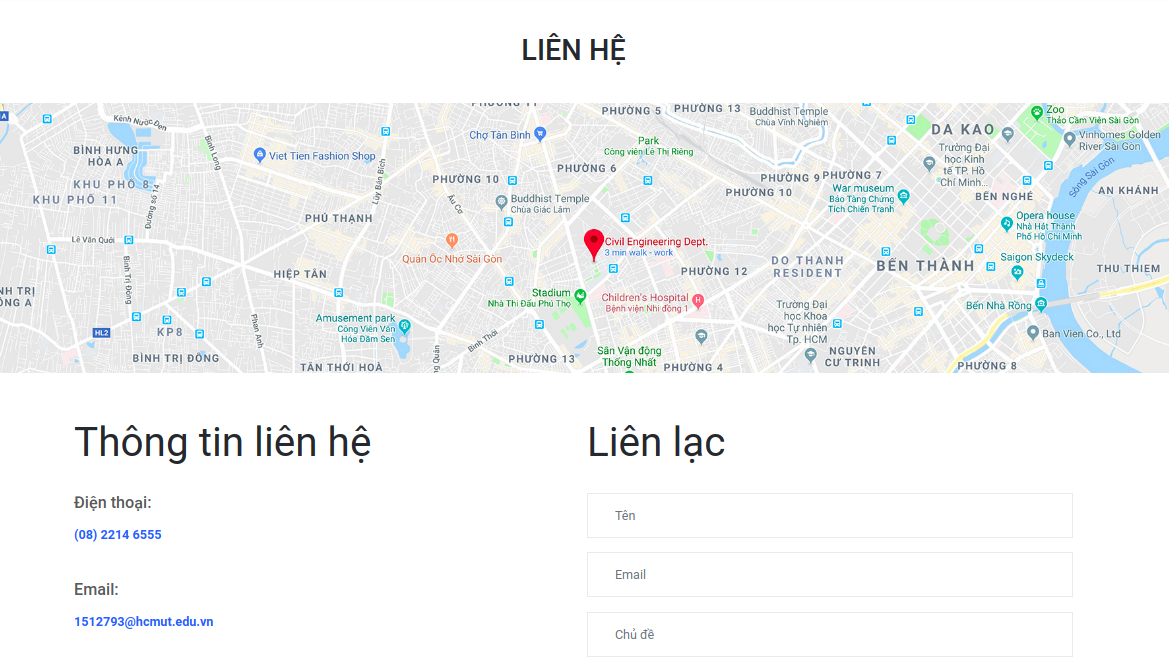 LIÊN HỆ
PHƯỜNG 11
PHƯỜNG 5
PHƯỜNG 13
Buddhist Temple
Chùa Vĩnh Nghiêm
Zoo
Thảo Cầm Viên Sài Gòn
Kênh Nước Đen
Chợ Tân Bình
ĐA KAO
Vinhomes Golden
River Sài Gòn
BÌNH HƯNG
HÒA A
Bình Long
Viet Tien Fashion Shop
Park
Công viên Lê Thị Riêng
Trường Đại
học Kinh
tế TP. Hồ
Chí Minh...
Sông Sài Gòn
KHU PHỐ 8
KHU PHỐ 11
Đường số 14
Lũy Bán Bích
PHƯỜNG 10
PHƯỜNG 6
PHƯỜNG 9
PHƯỜNG 7
PHƯỜNG 10
War museum
Bảo Tàng Chứng
Tích Chiến Tranh
BẾN NGHÉ
AN KHÁNH
Âu Cơ
Buddhist Temple
Chùa Giác Lâm
PHÚ THẠNH
Opera house
Nhà Hát Thành
Phố Hồ Chí Minh
Lê Văn Quới
Civil Engineering Dept.
3 min walk - work
Quán Ốc Nhớ Sài Gòn
Bình Trị Đông
HIỆP TÂN
PHƯỜNG 12
DO THANH
RESIDENT
BẾN THÀNH
Saigon Skydeck
THU THIEM
NH TRỊ
ÔNG A
Stadium
Nhà Thi Đấu Phú Thọ
Children's Hospital
Bệnh viện Nhi đồng 1
Trường Đại
học Khoa
học Tự nhiên
Tp. HCM
Bến Nhà Rồng
HL2
KP8
Phan Anh
Amusement park
Công Viên Văn
Hóa Đầm Sen
Bình Thới
Ban Vien Co., Ltd
BÌNH TRỊ ĐÔNG
TÂN THỚI HOÀ
PHƯỜNG 13
Sân Vận động
Thống Nhất
PHƯỜNG 4
NGUYỄN
CƯ TRINH
PHƯỜNG 8
Thông tin liên hệ
Liên lạc
Điện thoại:
(08) 2214 6555
Tên
Email:
Email
1512793@hcmut.edu.vn
Chủ đề